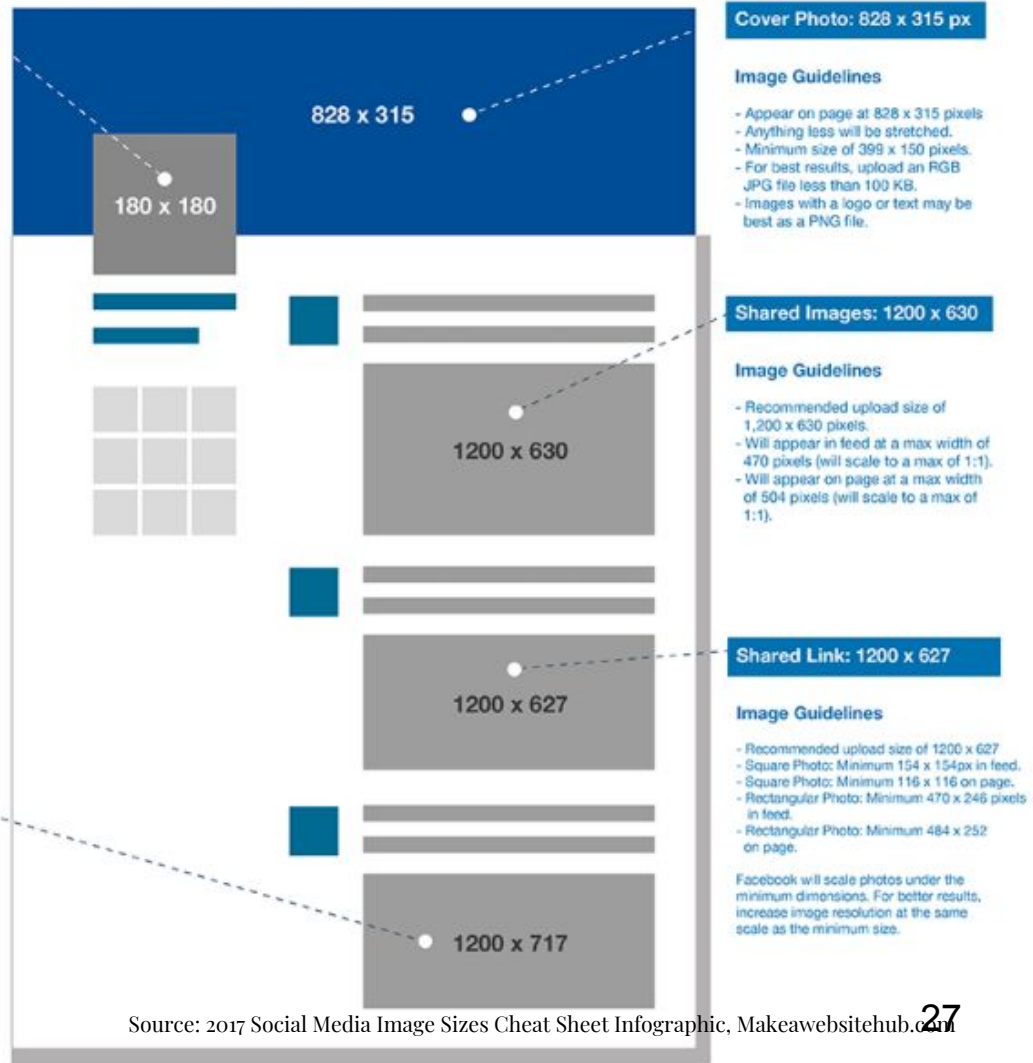 828 x 315
180 x 180
1200 x 630
1200 x 627
1200 x 717
Cover Photo: 828 x 315 px
Image Guidelines
- Appear on page at 828 x 315 pixels
- Anything less will be stretched.
- Minimum size of 399 x 150 pixels.
- For best results, upload an RGB
JPG file less than 100 KB.
- Images with a logo or text may be
best as a PNG file.
Shared Images: 1200 x 630
Image Guidelines
- Recommended upload size of
1,200 x 630 pixels.
- Will appear in feed at a max width of
470 pixels (will scale to a max of 1:1).
- Will appear on page at a max width
of 504 pixels (will scale to a max of
1:1).
Shared Link: 1200 x 627
Image Guidelines
- Recommended upload size of 1200 x 627
- Square Photo: Minimum 154 x 154px in feed.
- Square Photo: Minimum 116 x 116 on page.
- Rectangular Photo: Minimum 470 x 246 pixels
in feed.
- Rectangular Photo: Minimum 484 x 252
on page.
Facebook will scale photos under the
minimum dimensions. For better results,
increase image resolution at the same
scale as the minimum size.
Source: 2017 Social Media Image Sizes Cheat Sheet Infographic, Makeawebsitehub.com
27